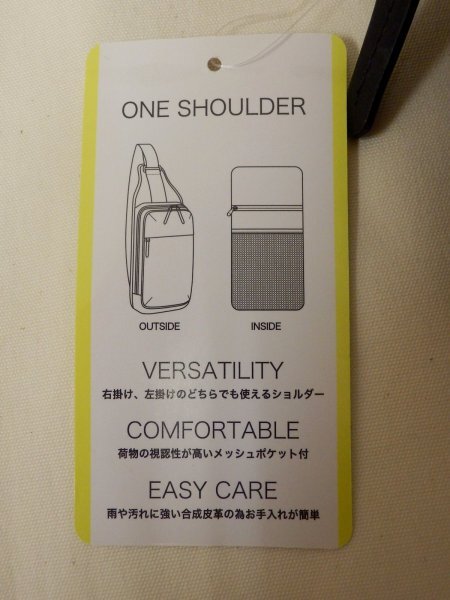 ONE SHOULDER
OUTSIDE
INSIDE
VERSATILITY
右掛け、左掛けのどちらでも使えるショルダー
COMFORTABLE
荷物の視認性が高いメッシュポケット付
EASY CARE
雨や汚れに強い合成皮革の為お手入れが簡単